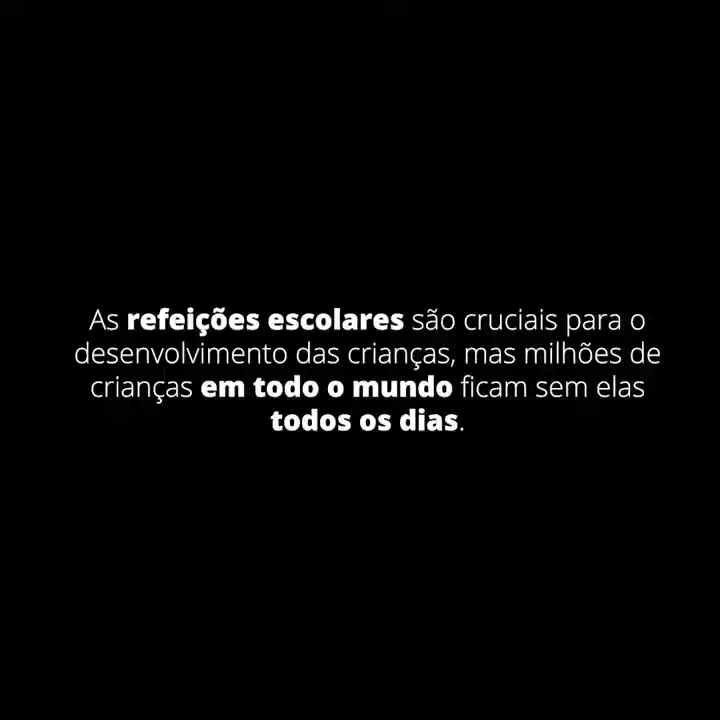 As refeições escolares são cruciais para o
desenvolvimento das crianças, mas milhões de
crianças em todo o mundo ficam sem elas
todos os dias.